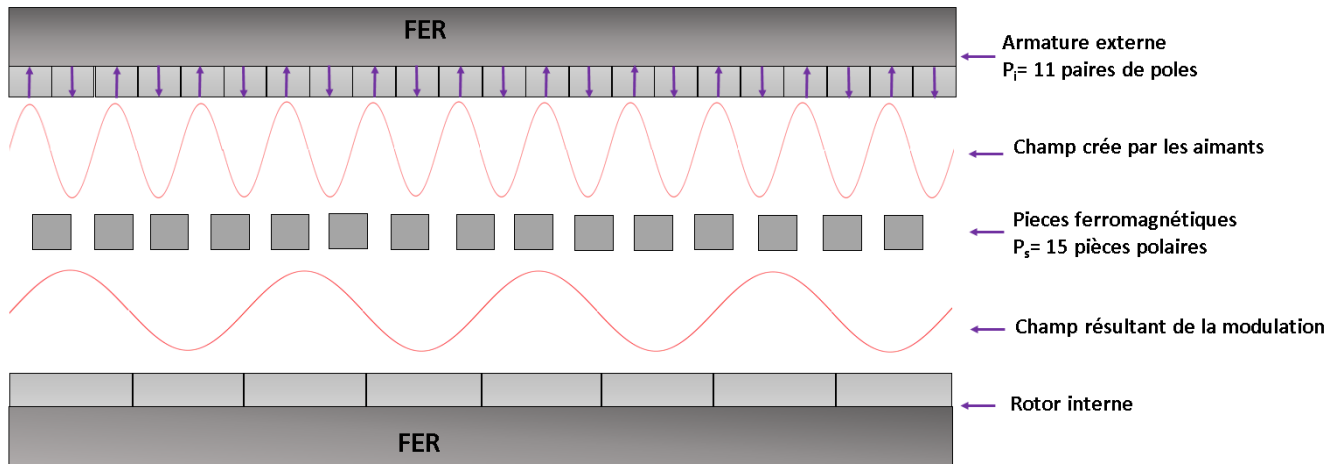 FER
Armature externe
Pi= 11 paires de poles
Champ crée par les aimants
Pieces ferromagnétiques
Ps= 15 pièces polaires
Champ résultant de la modulation
Rotor interne
FER